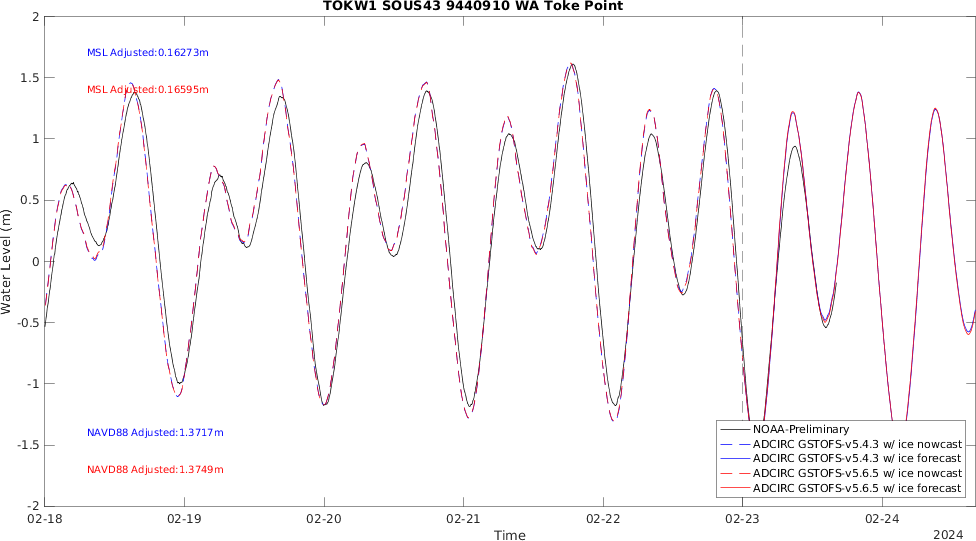 TOKW1 SOUS43 9440910 WA Toke Point
MSL Adjusted:0.16273m
MSL Adjusted:0.16595m
NAVD88 Adjusted:1.3717m
NAVD88 Adjusted:1.3749m
Water Level (m)
2
1.5
1
0.5
0
-0.5
-1
-1.5
-2
NOAA-Preliminary
ADCIRC GSTOFS-v5.4.3 w/ ice nowcast
ADCIRC GSTOFS-v5.4.3 w/ ice forecast
ADCIRC GSTOFS-v5.6.5 w/ ice nowcast
ADCIRC GSTOFS-v5.6.5 w/ ice forecast
02-18 02-19 02-20 02-21 02-22 02-23 02-24
Time
2024